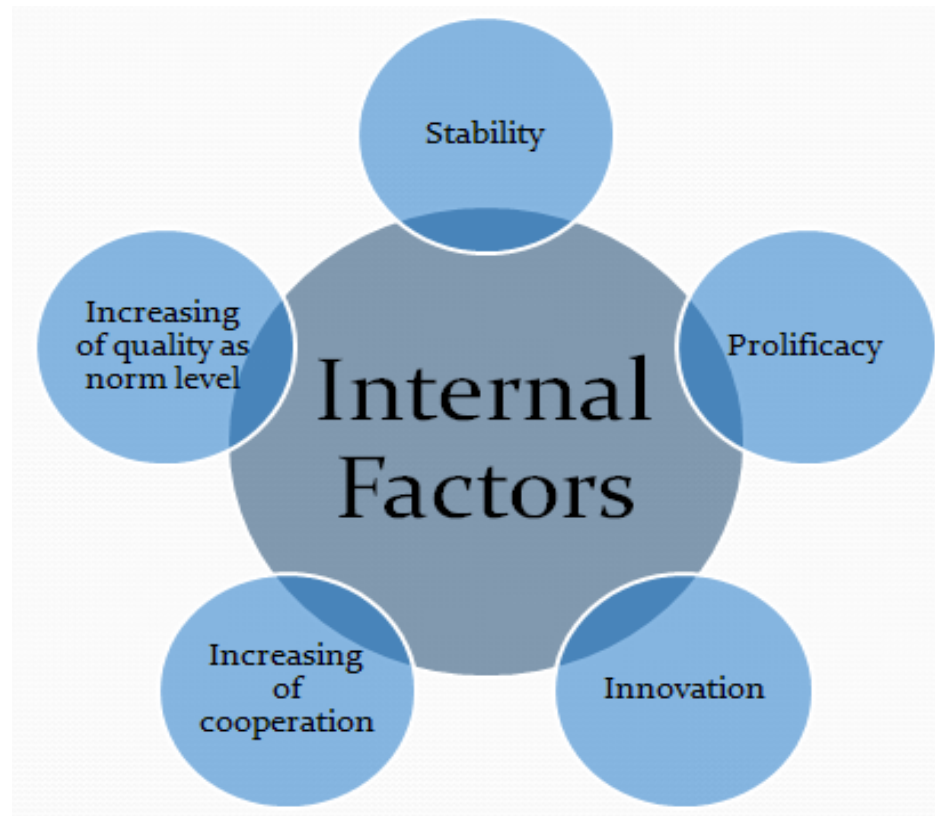 Stability
Increasing
of quality as
norm level
Prolificacy
Internal
Factors
Increasing
of
cooperation
Innovation